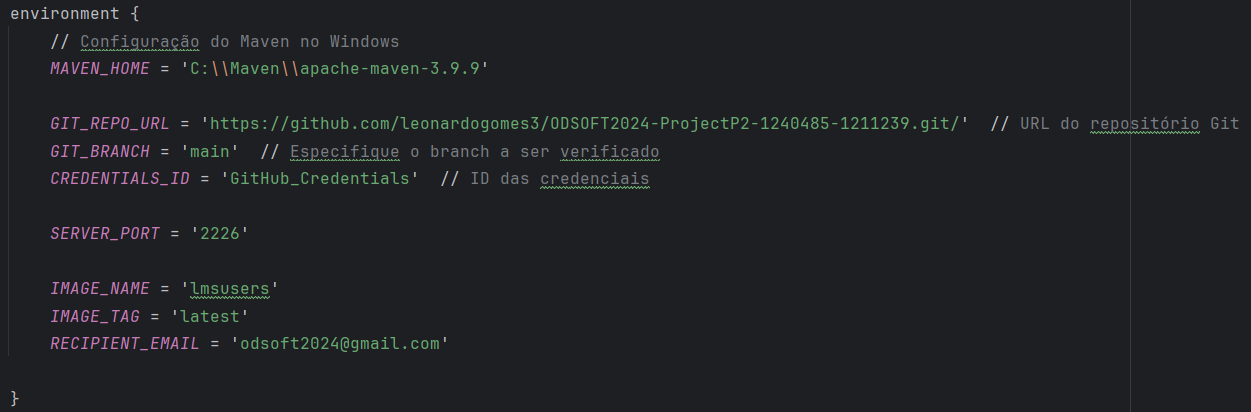 environment {
// Configuração do Maven no Windows
MAVEN_HOME = 'C:\\Maven\\apache-maven-3.9.9'
GIT_REPO_URL = 'https://github.com/leonardogomes3/ODSOFT2024-ProjectP2-1240485-1211239.git/'  // URL do repositório Git
GIT_BRANCH = 'main'  // Especifique o branch a ser verificado
CREDENTIALS_ID = 'GitHub_Credentials'  // ID das credenciais
SERVER_PORT = '2226'
IMAGE_NAME = 'lmsusers'
IMAGE_TAG = 'latest'
RECIPIENT_EMAIL = 'odsoft2024@gmail.com'
}